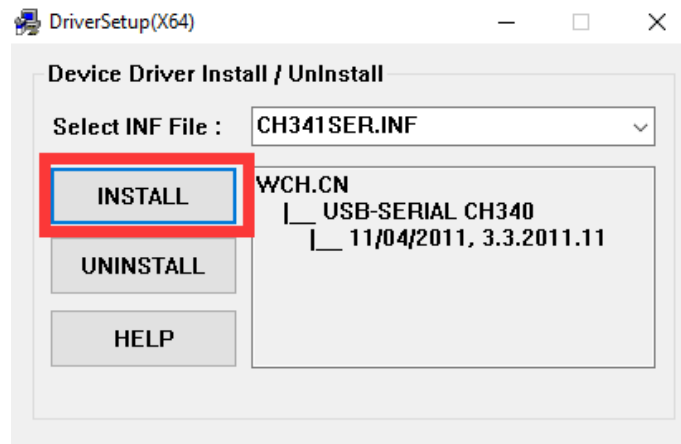 DriverSetup(X64)
Device Driver Install / UnInstall
Select INF File :
CH341SER.INF
INSTALL
WCH.CN
|__ USB-SERIAL CH340
|__ 11/04/2011, 3.3.2011.11
UNINSTALL
HELP